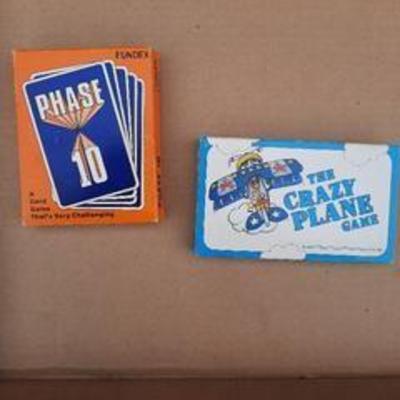 FUNDEX
PHASE
10
A
Card
Game
That's Very Challenging
THE
CRAZY
PLANE
GAME